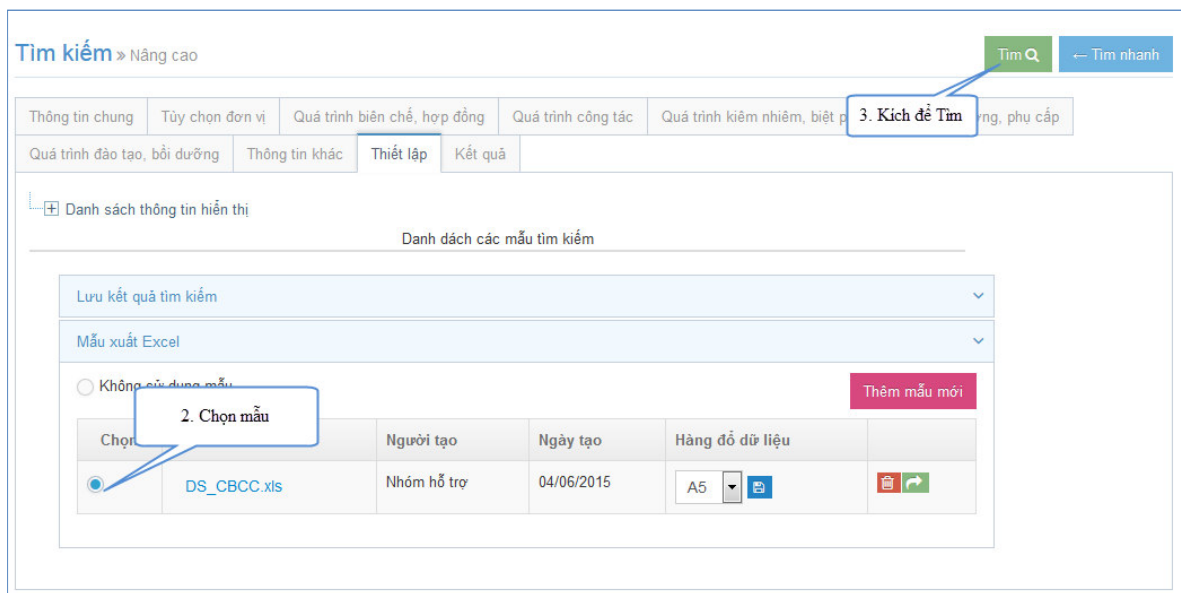 Tìm kiếm » Nâng cao
Tìm
← Tìm nhanh
Thông tin chung
Tùy chọn đơn vị
Quá trình biên chế, hợp đồng
Quá trình công tác
Quá trình kiêm nhiệm, biệt
3. Kích để Tìm
phụ cấp
Quá trình đào tạo, bồi dưỡng
Thông tin khác
Thiết lập
Kết quả
Danh sách thông tin hiển thị
Danh dách các mẫu tìm kiếm
Lưu kết quả tìm kiếm
Mẫu xuất Excel
Không sử dụng mẫu
Thêm mẫu mới
2. Chọn mẫu
Chọn
Người tạo
Ngày tạo
Hàng đổ dữ liệu
DS_CBCC.xls
Nhóm hỗ trợ
04/06/2015
A5